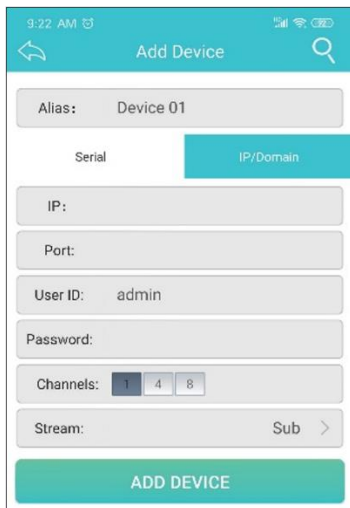 9:22 AM
Add Device
Alias: Device 01
Serial IP/Domain
IP:
Port:
User ID: admin
Password:
Channels: 1 4 8
Stream: Sub >
ADD DEVICE